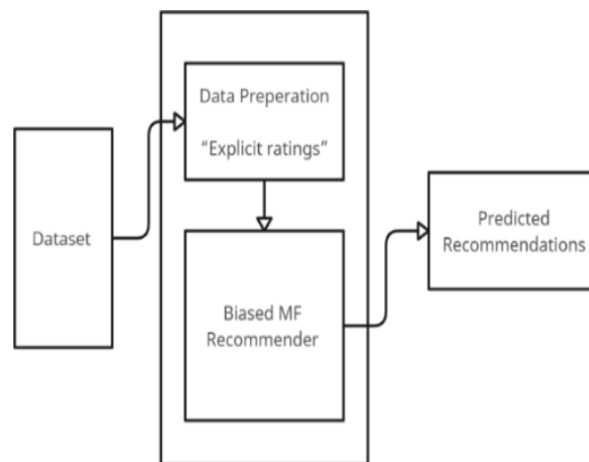 Data Preperation
“Explicit ratings”
Dataset
Predicted
Recommendations
Biased MF
Recommender